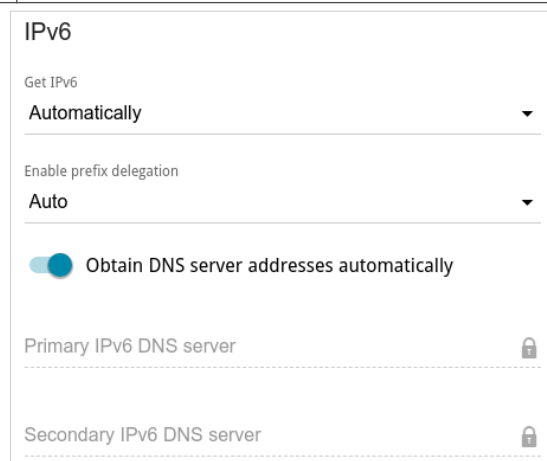 IPv6
Get IPv6
Automatically
Enable prefix delegation
Auto
Obtain DNS server addresses automatically
Primary IPv6 DNS server
Secondary IPv6 DNS server